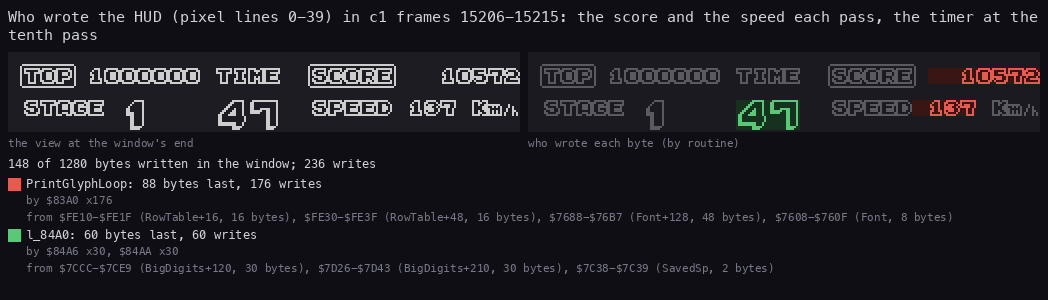 Who wrote the HUD (pixel lines 0–39) in c1 frames 15206–15215: the score and the speed each pass, the timer at the
tenth pass
TOP 1000000 TIME SCORE 10572
STAGE 1 47 SPEED 137 Km/h
TOP 1000000 TIME SCORE 10572
STAGE 1 47 SPEED 137 Km/h
the view at the window's end
who wrote each byte (by routine)
148 of 1280 bytes written in the window; 236 writes
PrintGlyphLoop: 88 bytes last, 176 writes
by $83A0 x176
from $FE10–$FE1F (RowTable+16, 16 bytes), $FE30–$FE3F (RowTable+48, 16 bytes), $7688–$76B7 (Font+128, 48 bytes), $7608–$760F (Font, 8 bytes)
l_84A0: 60 bytes last, 60 writes
by $84A6 x30, $84AA x30
from $7CCC–$7CE9 (BigDigits+120, 30 bytes), $7D26–$7D43 (BigDigits+210, 30 bytes), $7C38–$7C39 (SavedSp, 2 bytes)